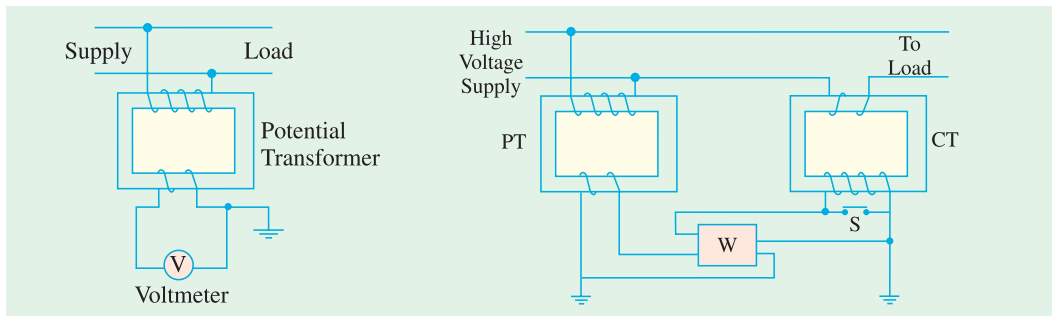 Supply
Load
Potential
Transformer
V
Voltmeter
High
Voltage
Supply
To
Load
PT
CT
S
W